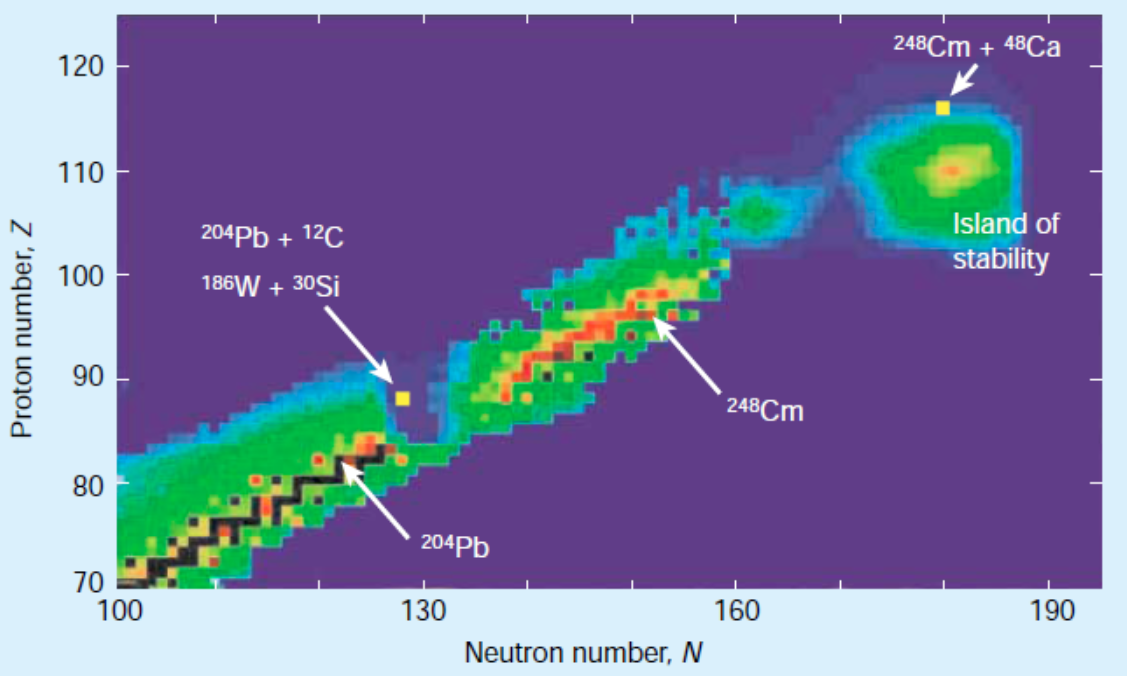 120
110
100
90
80
70
Proton number, Z
100
130
160
190
Neutron number, N
²⁴⁸Cm + ⁴⁸Ca
Island of
stability
²⁰⁴Pb + ¹²C
¹⁸⁶W + ³⁰Si
²⁴⁸Cm
²⁰⁴Pb